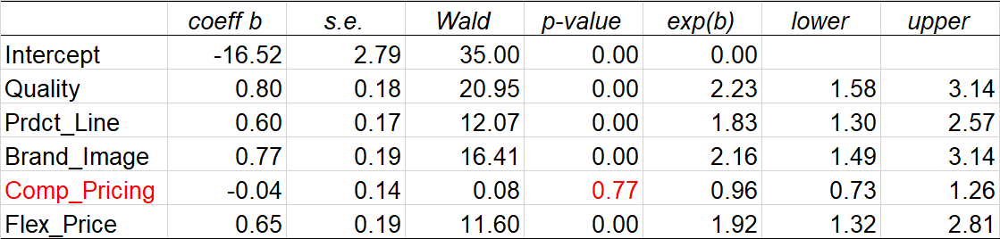 coeff b s.e. Wald p-value exp(b) lower upper
Intercept -16.52 2.79 35.00 0.00 0.00
Quality 0.80 0.18 20.95 0.00 2.23 1.58 3.14
Prdct_Line 0.60 0.17 12.07 0.00 1.83 1.30 2.57
Brand_Image 0.77 0.19 16.41 0.00 2.16 1.49 3.14
Comp_Pricing -0.04 0.14 0.08 0.77 0.96 0.73 1.26
Flex_Price 0.65 0.19 11.60 0.00 1.92 1.32 2.81